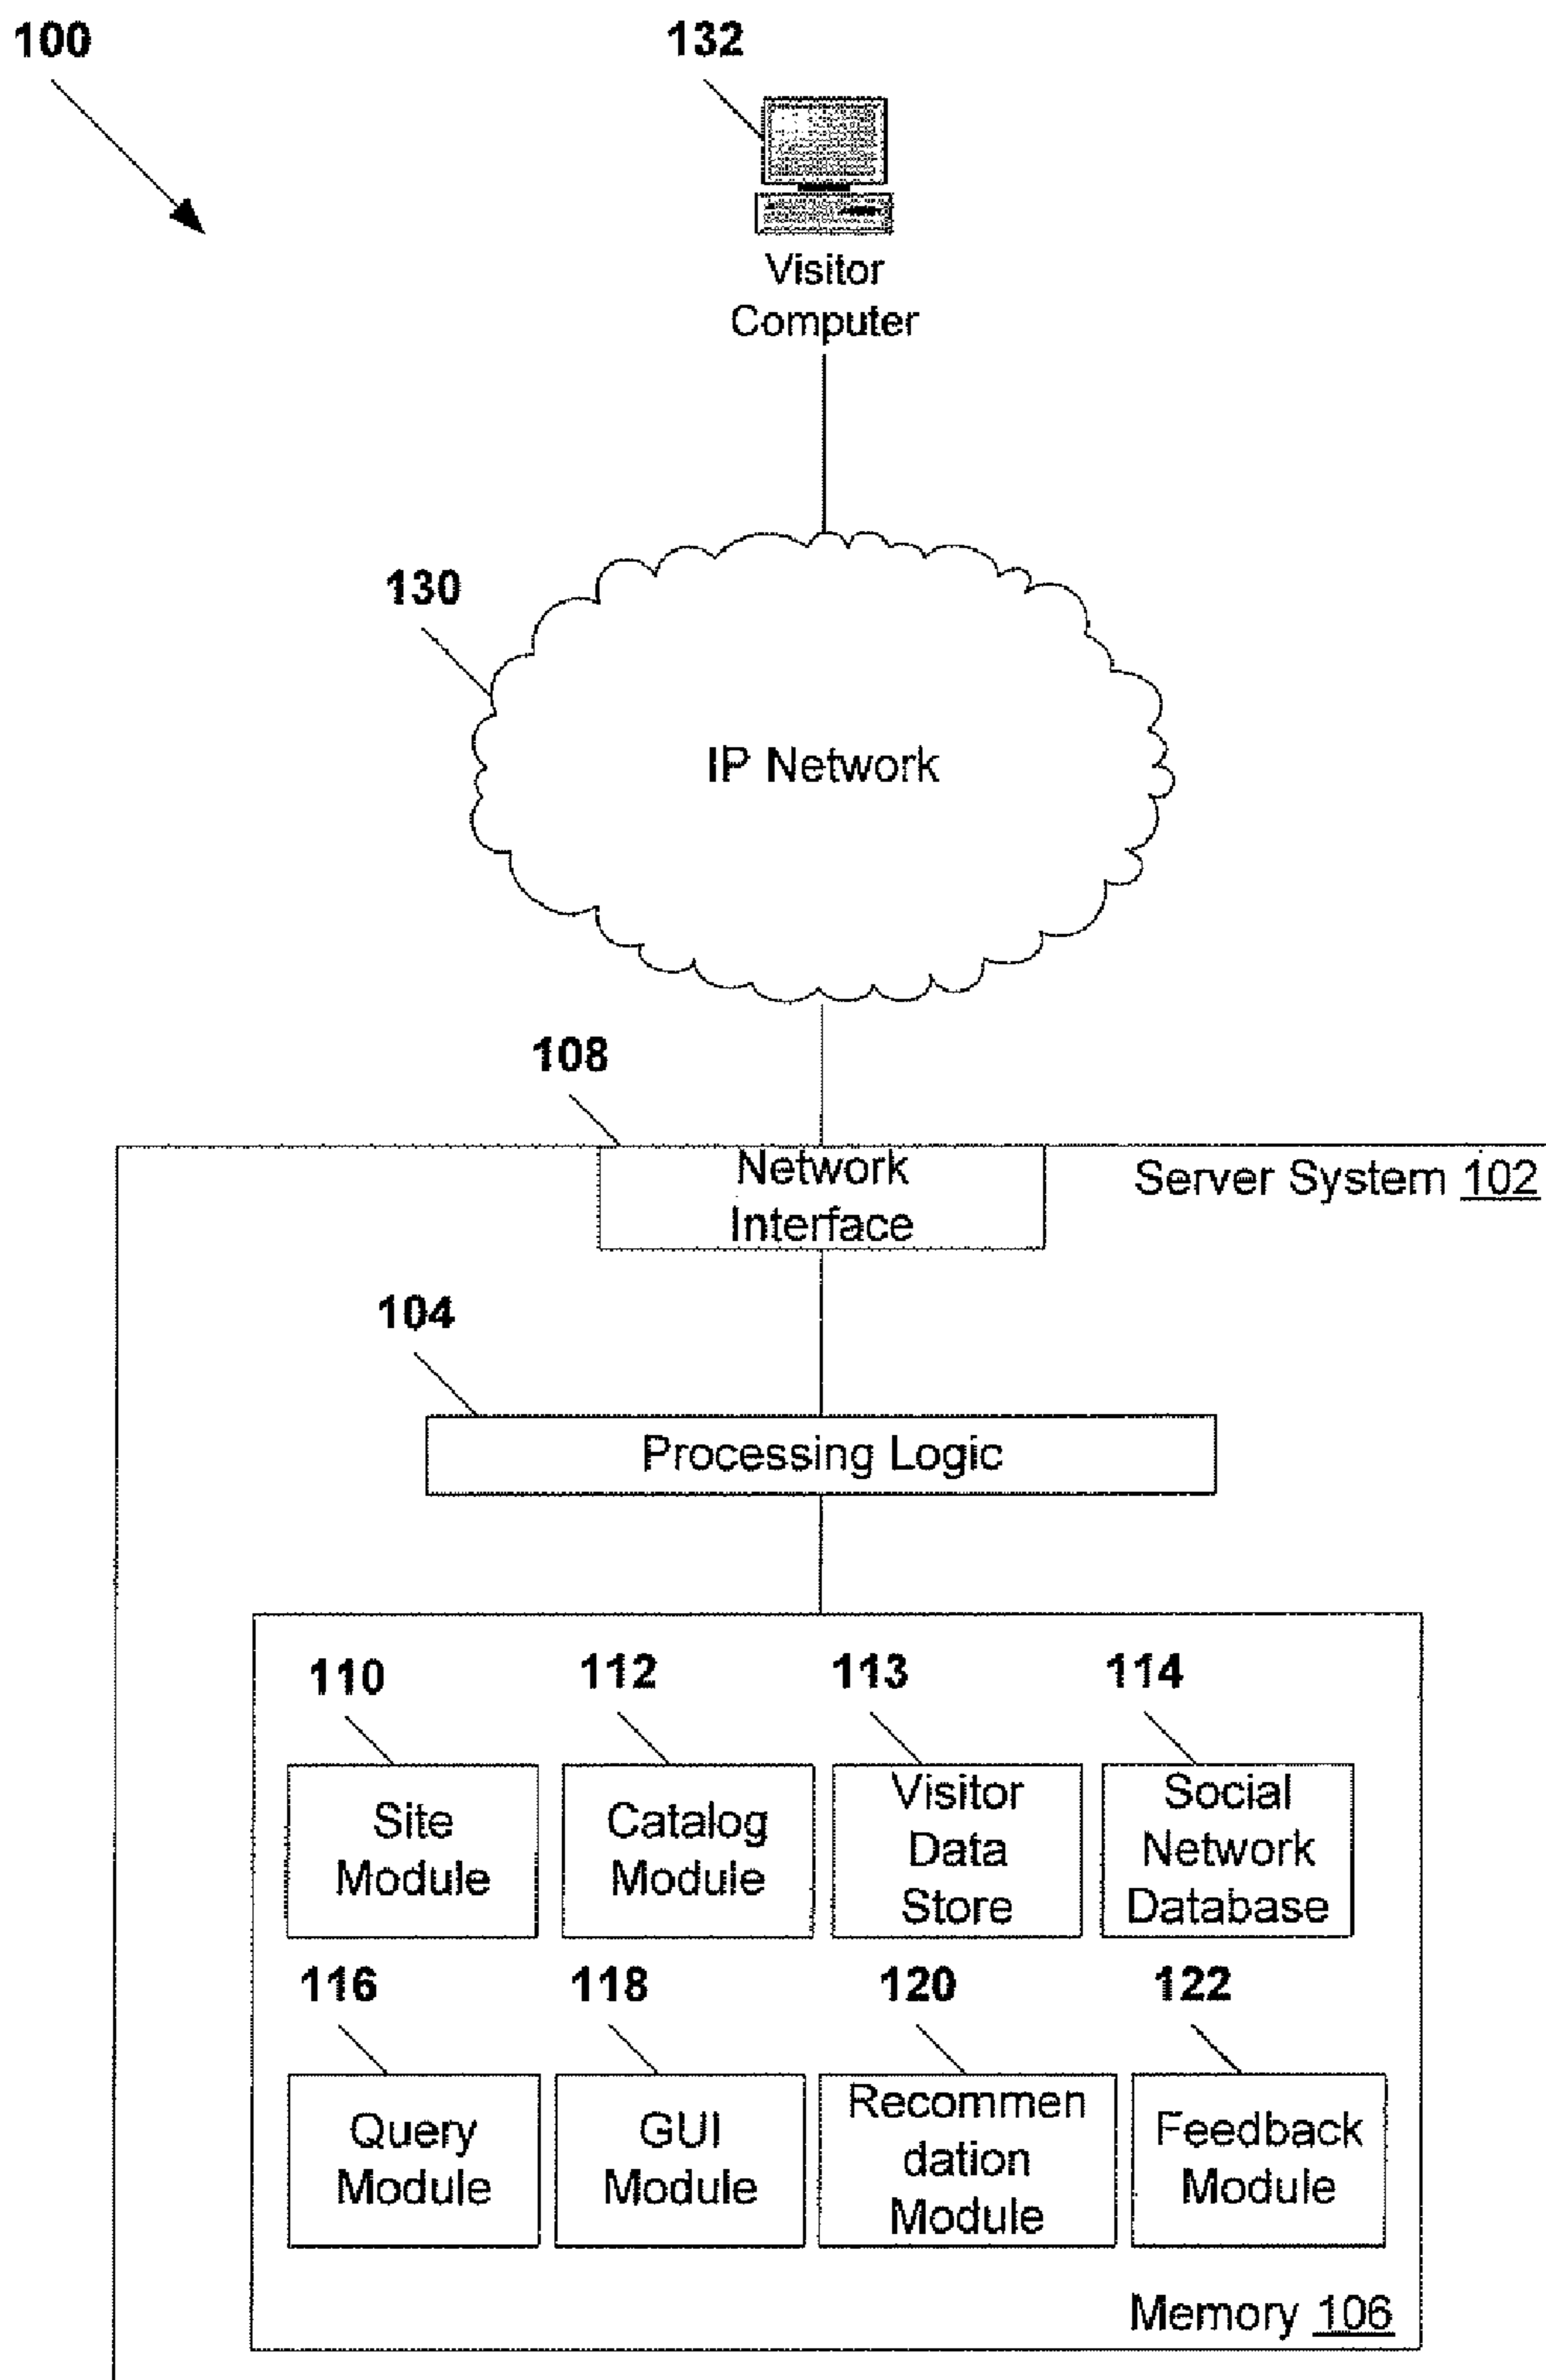 100
132
Visitor
Computer
130
IP Network
108
Network
Interface
Server System 102
104
Processing Logic
110
112
113
114
Site
Module
Catalog
Module
Visitor
Data
Store
Social
Network
Database
116
118
120
122
Query
Module
GUI
Module
Recommen
dation
Module
Feedback
Module
Memory 106